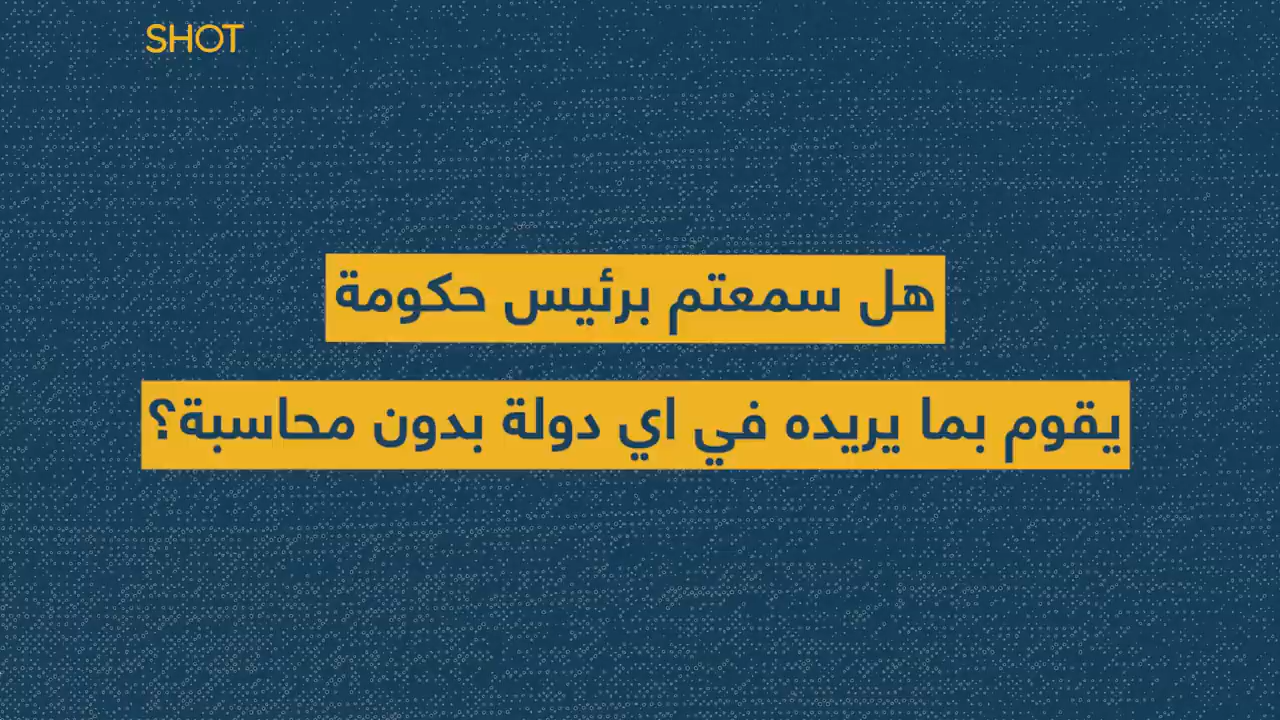 SHOT
هل سمعتم برئيس حكومة
يقوم بما يريده في اي دولة بدون محاسبة؟